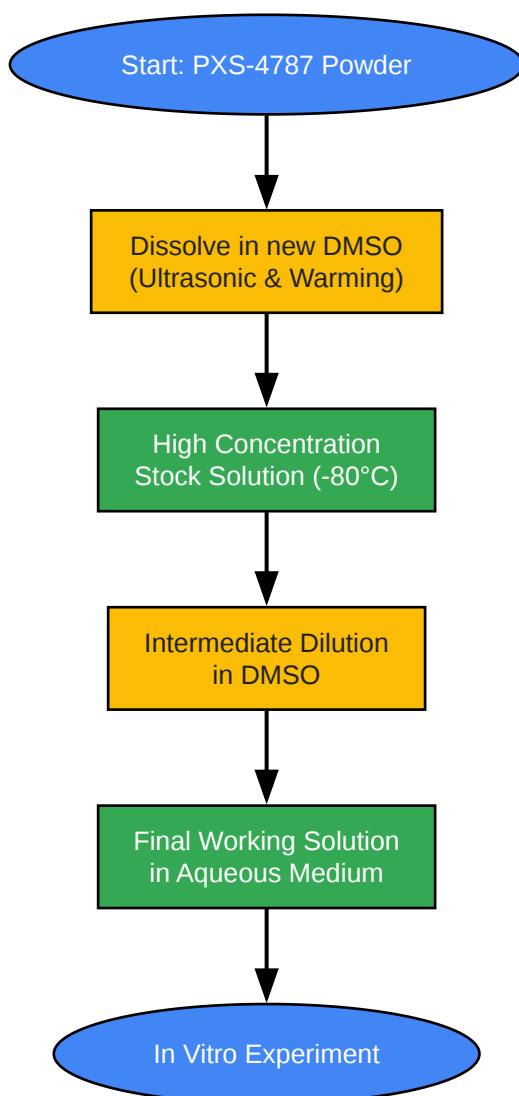 Start: PXS-4787 Powder
Dissolve in new DMSO
(Ultrasonic & Warming)
High Concentration
Stock Solution (-80°C)
Intermediate Dilution
in DMSO
Final Working Solution
in Aqueous Medium
In Vitro Experiment